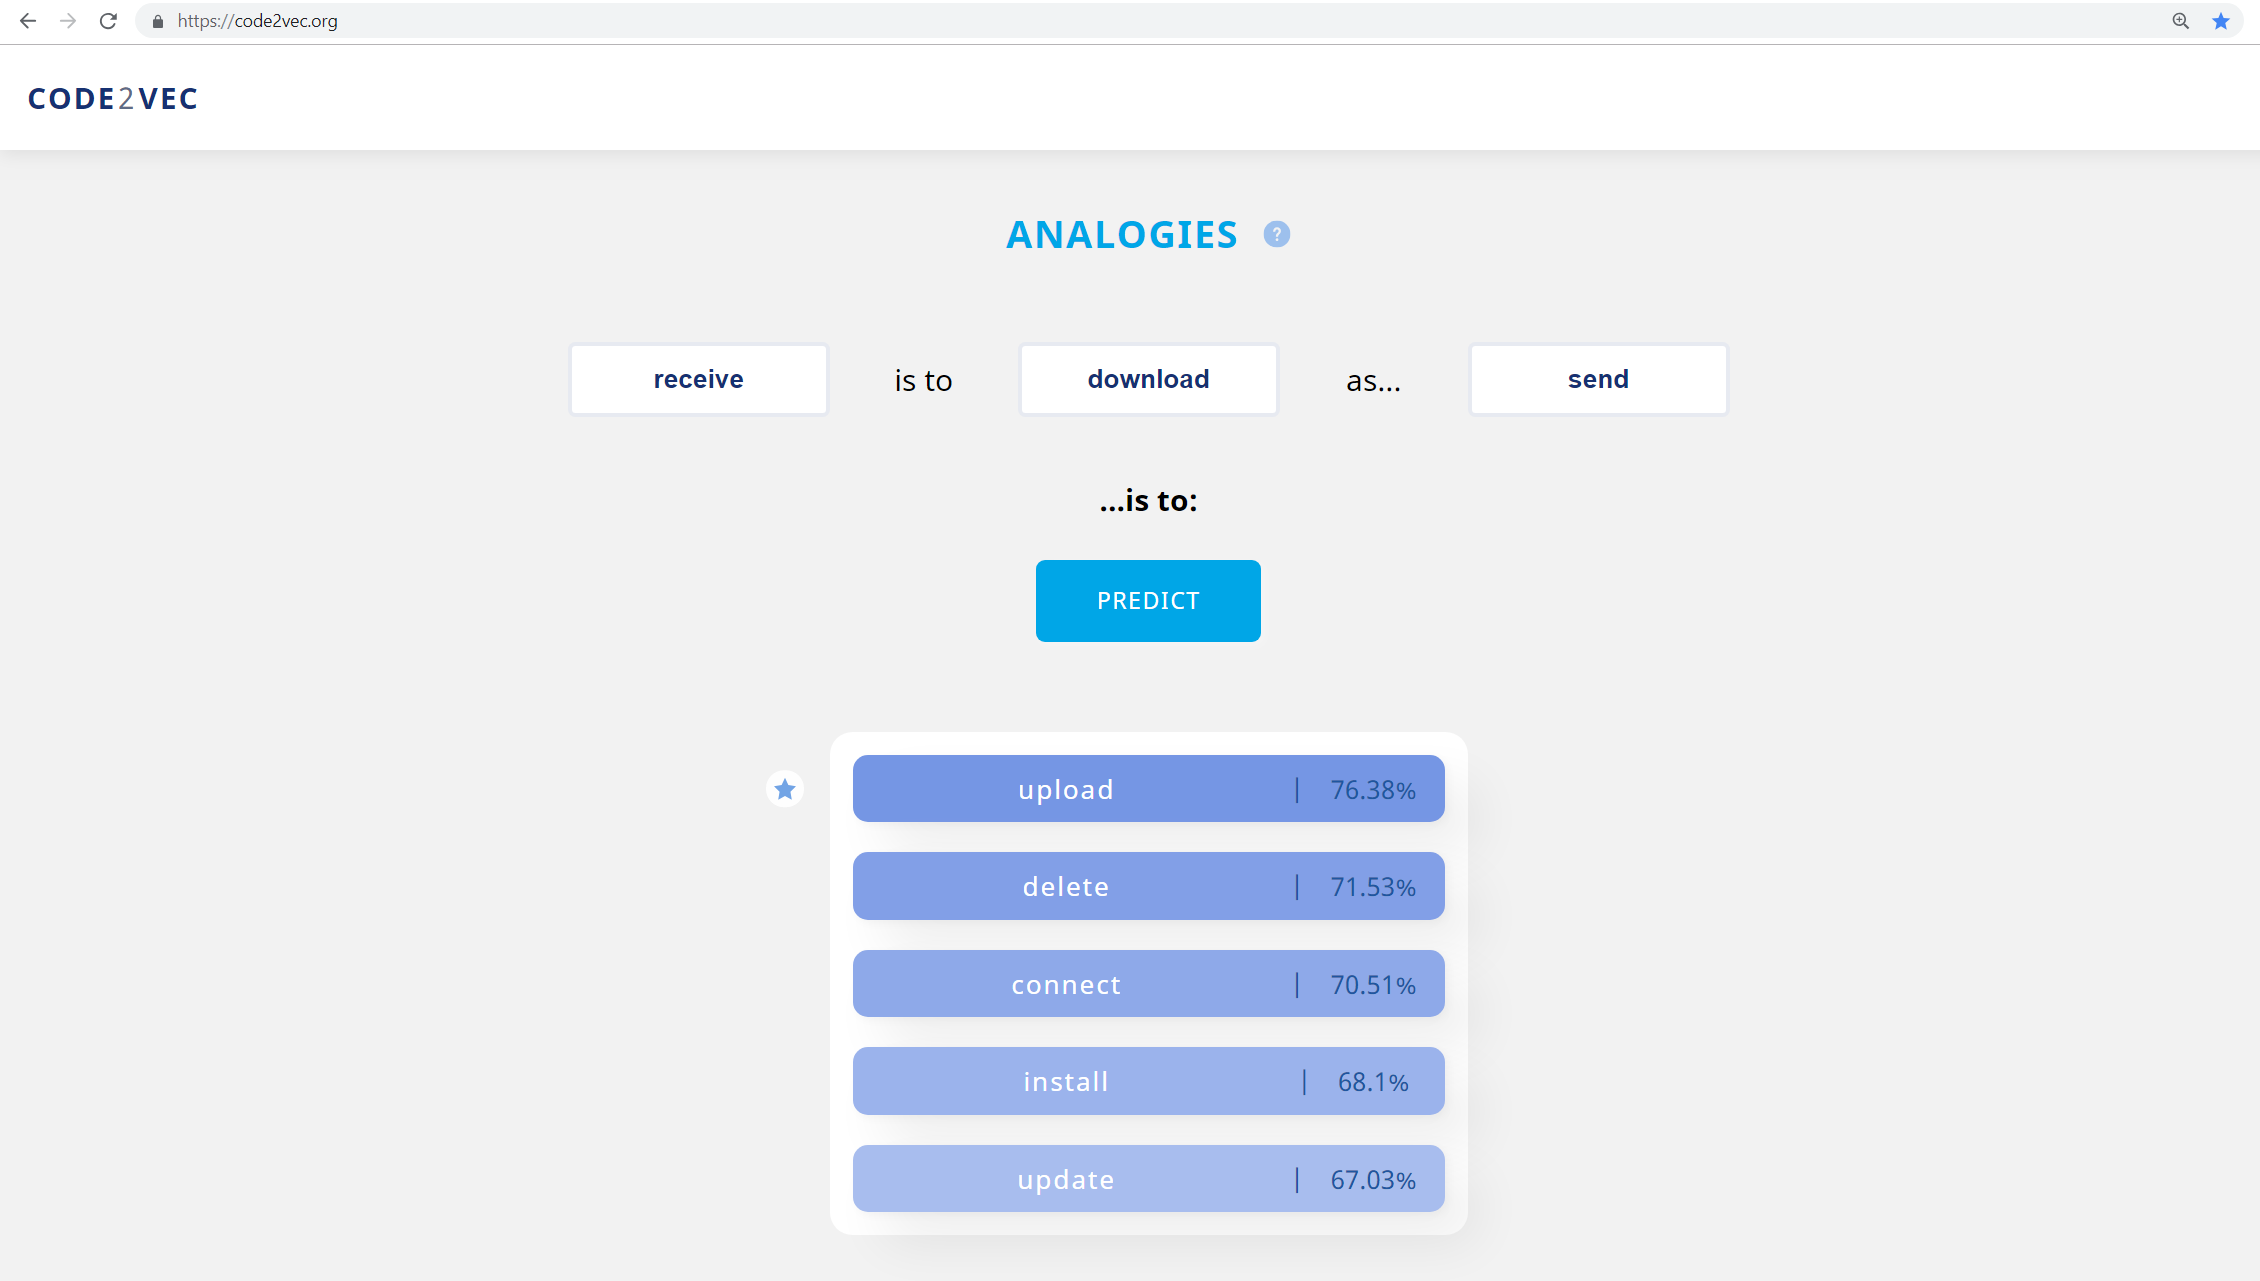 https://code2vec.org
CODE2VEC
ANALOGIES ?
receive is to download as... send
...is to:
PREDICT
upload | 76.38%
delete | 71.53%
connect | 70.51%
install | 68.1%
update | 67.03%